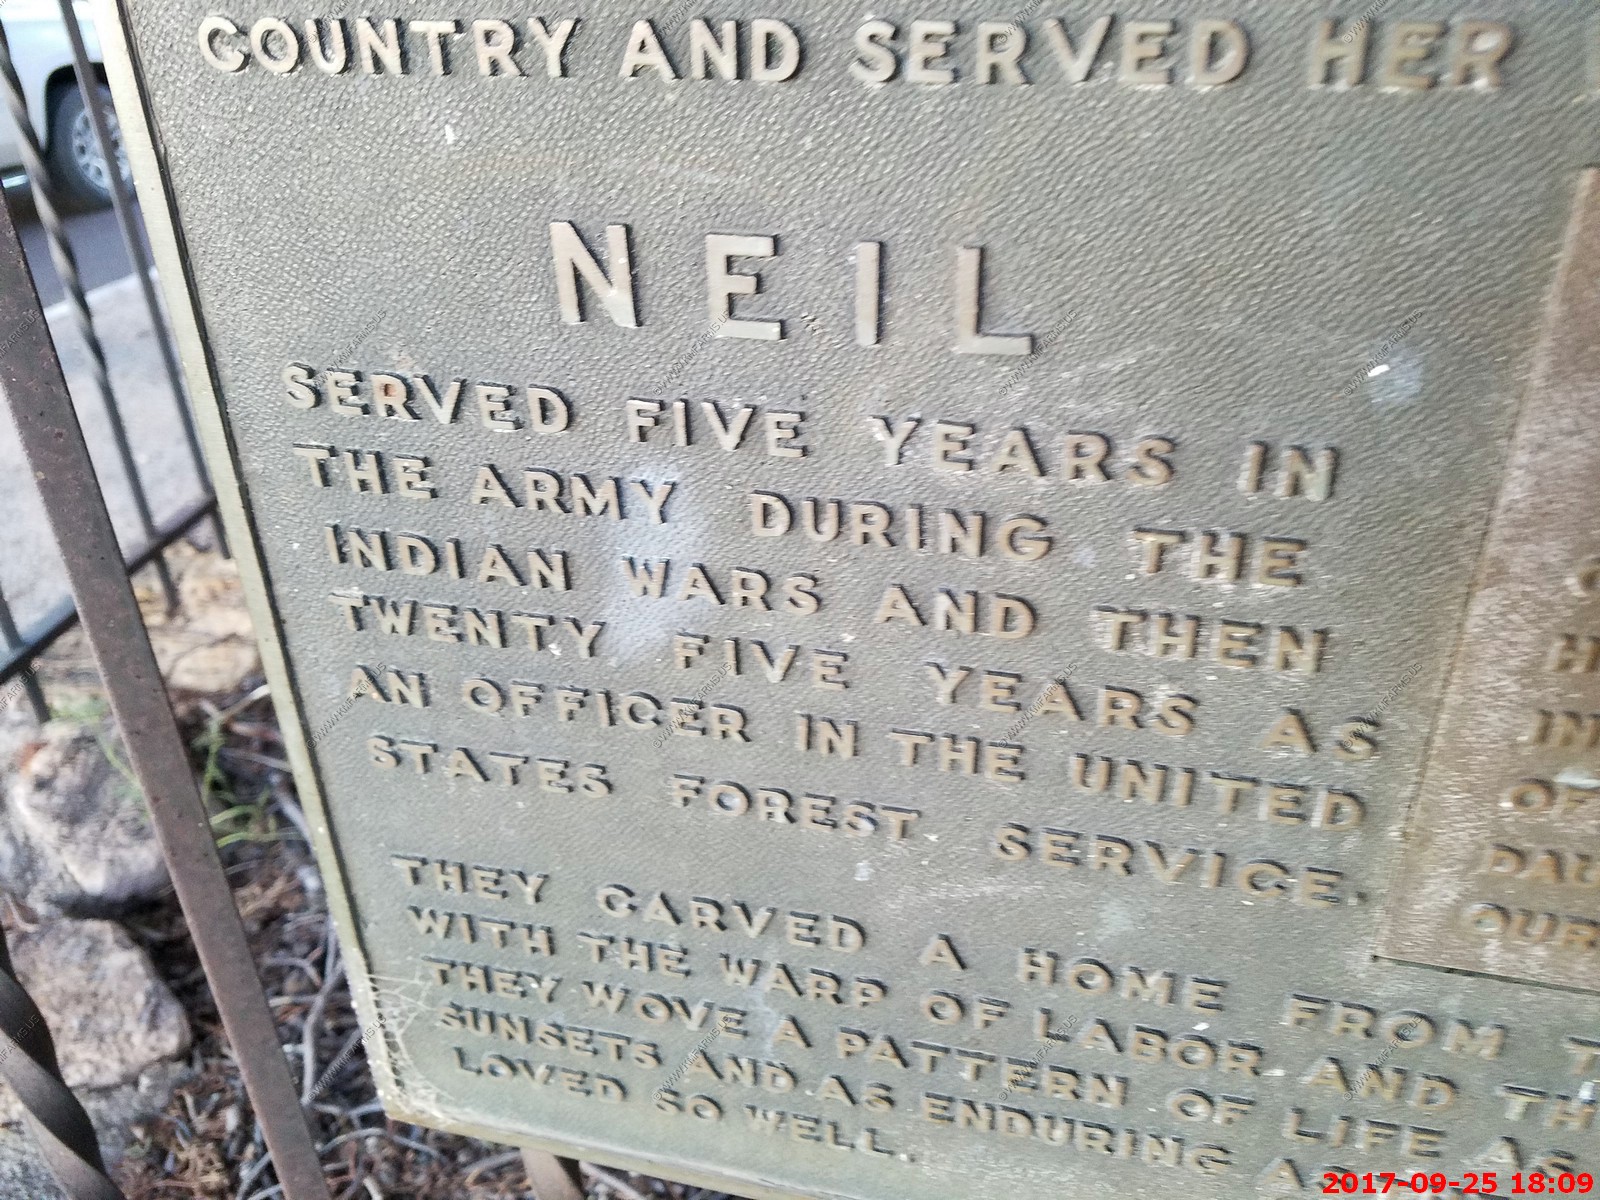 COUNTRY AND SERVED HER
NEIL
SERVED FIVE YEARS IN
THE ARMY DURING THE
INDIAN WARS AND THEN
TWENTY FIVE YEARS AS
AN OFFICER IN THE UNITED
STATES FOREST SERVICE.
THEY CARVED A HOME FROM
WITH THE WARP OF LABOR AND
THEY WOVE A PATTERN OF LIFE AS
SUNSETS AND AS ENDURING AS
LOVED SO WELL.
OUR
2017-09-25 18:09